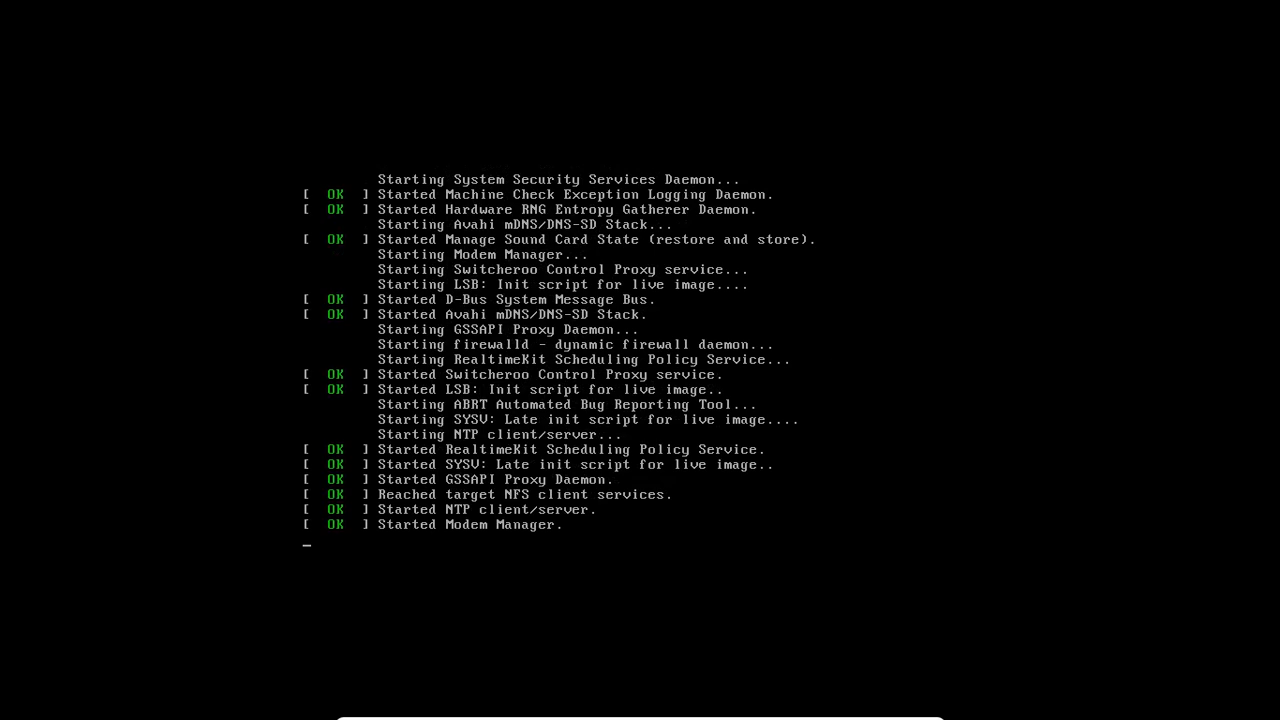 Starting System Security Services Daemon...
[  OK  ] Started Machine Check Exception Logging Daemon.
[  OK  ] Started Hardware RNG Entropy Gatherer Daemon.
Starting Avahi mDNS/DNS-SD Stack...
[  OK  ] Started Manage Sound Card State (restore and store).
Starting Modem Manager...
Starting Switcheroo Control Proxy service...
Starting LSB: Init script for live image....
[  OK  ] Started D-Bus System Message Bus.
[  OK  ] Started Avahi mDNS/DNS-SD Stack.
Starting GSSAPI Proxy Daemon...
Starting firewalld - dynamic firewall daemon...
Starting RealtimeKit Scheduling Policy Service...
[  OK  ] Started Switcheroo Control Proxy service.
[  OK  ] Started LSB: Init script for live image..
Starting ABRT Automated Bug Reporting Tool...
Starting SYSV: Late init script for live image....
Starting NTP client/server...
[  OK  ] Started RealtimeKit Scheduling Policy Service.
[  OK  ] Started SYSV: Late init script for live image..
[  OK  ] Started GSSAPI Proxy Daemon.
[  OK  ] Reached target NFS client services.
[  OK  ] Started NTP client/server.
[  OK  ] Started Modem Manager.